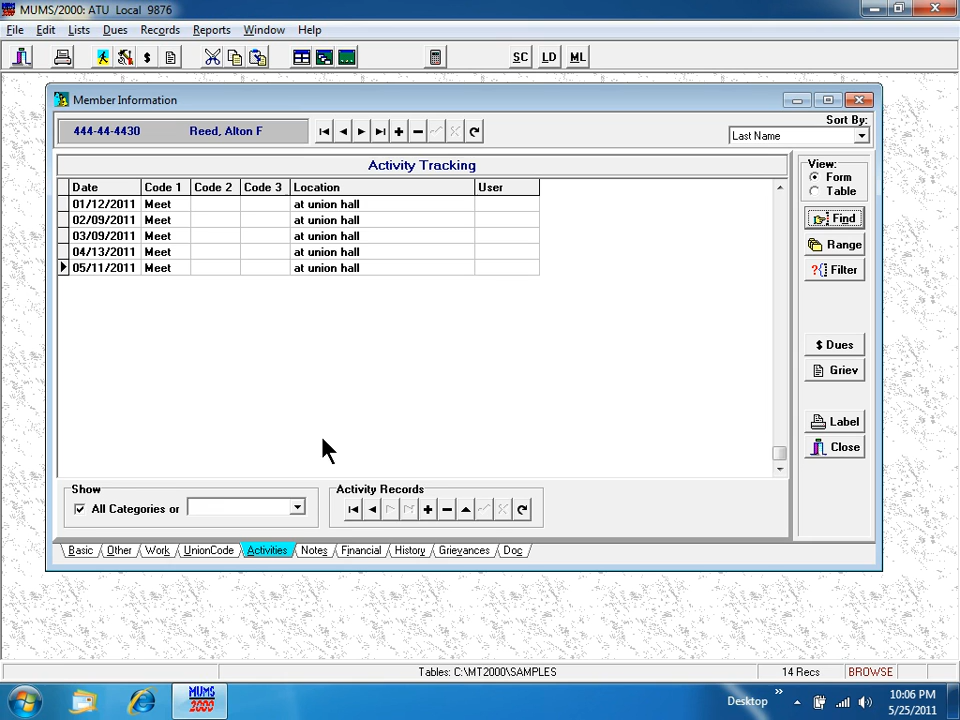 MUMS/2000: ATU Local 9876
File Edit Lists Dues Records Reports Window Help
$ SC LD ML
Member Information
444-44-4430 Reed, Alton F
Sort By:
Last Name
Activity Tracking
Date Code 1 Code 2 Code 3 Location User
01/12/2011 Meet at union hall
02/09/2011 Meet at union hall
03/09/2011 Meet at union hall
04/13/2011 Meet at union hall
05/11/2011 Meet at union hall
View:
Form
Table
Find
Range
?{ Filter
$ Dues
Griev
Label
Close
Show
All Categories or
Activity Records
Basic Other Work UnionCode Activities Notes Financial History Grievances Doc
Tables: C:\MT2000\SAMPLES 14 Recs BROWSE
MUMS
2000
Desktop »
10:06 PM
5/25/2011